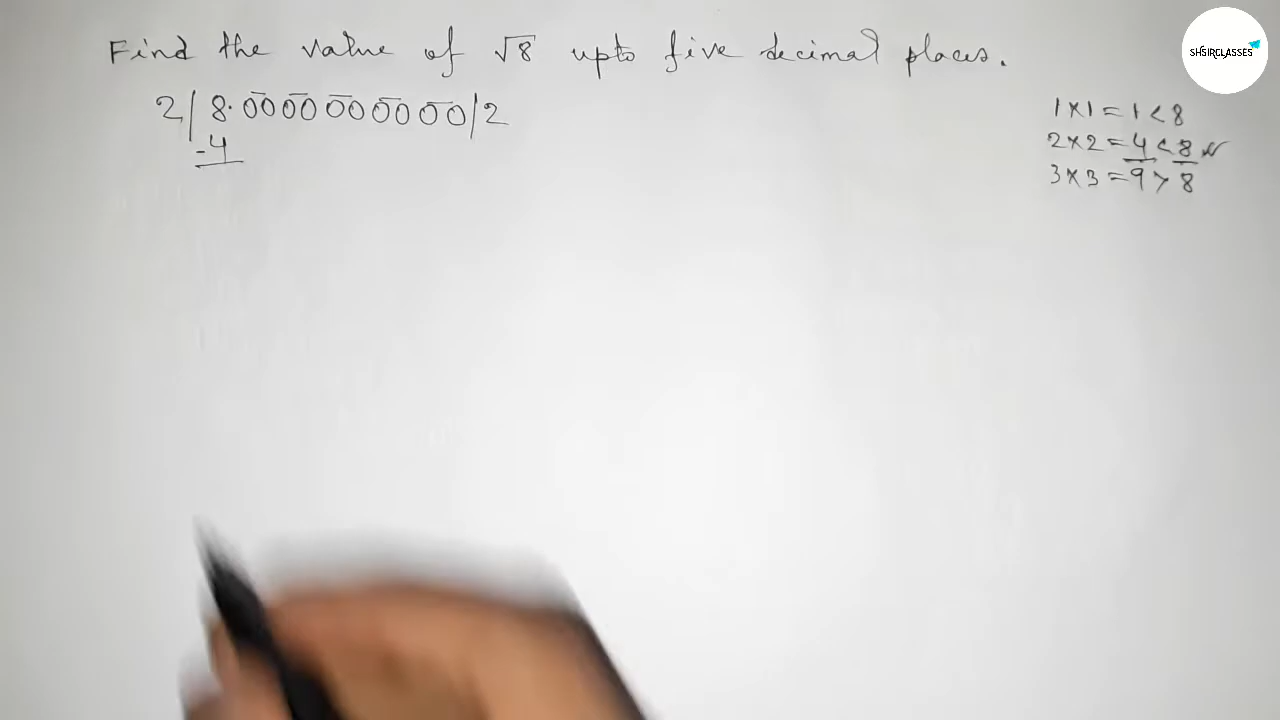 Find the value of √8 upto five decimal places.
SHSIRCLASSES
2 | 8.00 00 00 00 00 | 2
-4
1×1=1<8
2×2=4<8 ✓
3×3=9>8